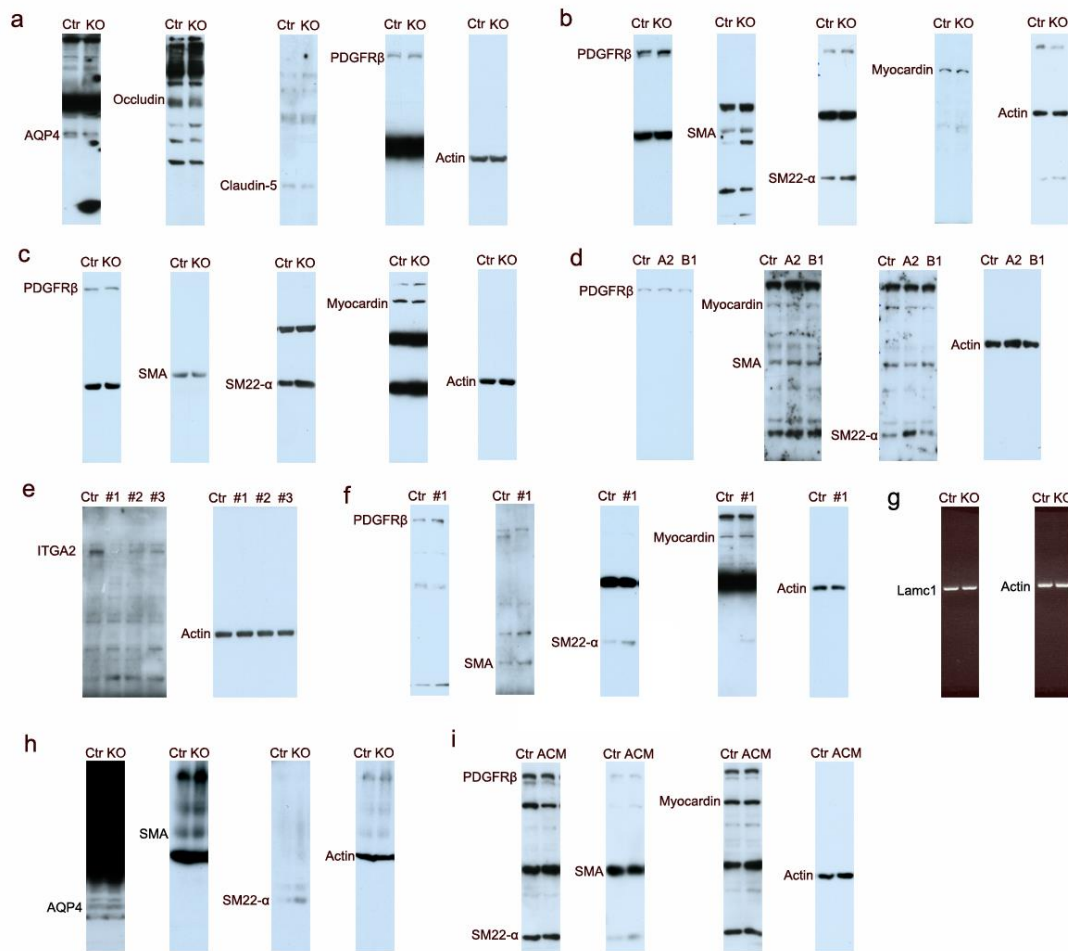 a
Ctr KO
AQP4
Ctr KO
Occludin
Ctr KO
Claudin-5
Ctr KO
PDGFRβ
Ctr KO
Actin
b
Ctr KO
PDGFRβ
Ctr KO
SMA
Ctr KO
SM22-α
Ctr KO
Myocardin
Ctr KO
Actin
c
Ctr KO
PDGFRβ
Ctr KO
SMA
Ctr KO
SM22-α
Ctr KO
Myocardin
Ctr KO
Actin
d
Ctr A2 B1
PDGFRβ
Ctr A2 B1
Myocardin
SMA
Ctr A2 B1
SM22-α
Ctr A2 B1
Actin
e
Ctr #1 #2 #3
ITGA2
Ctr #1 #2 #3
Actin
f
Ctr #1
PDGFRβ
Ctr #1
SMA
Ctr #1
SM22-α
Ctr #1
Myocardin
Ctr #1
Actin
g
Ctr KO
Lamc1
Ctr KO
Actin
h
Ctr KO
AQP4
Ctr KO
SMA
Ctr KO
SM22-α
Ctr KO
Actin
i
Ctr ACM
PDGFRβ
SM22-α
Ctr ACM
SMA
Ctr ACM
Myocardin
Ctr ACM
Actin